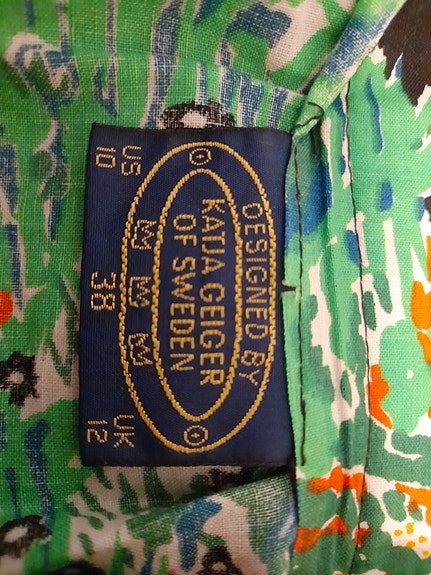 DESIGNED BY
KATJA GEIGER
OF SWEDEN
US 38 UK
10 12